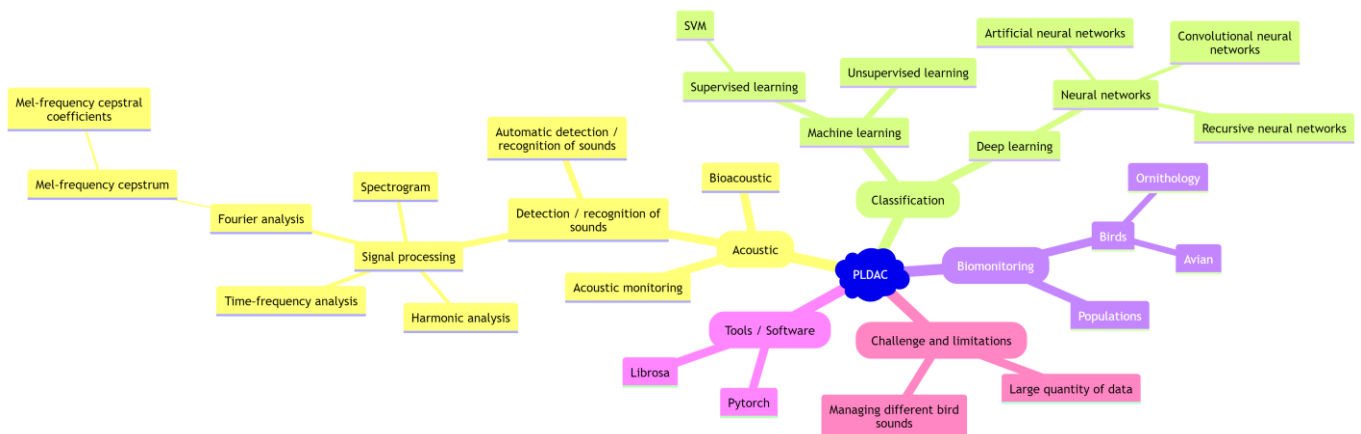 SVM
Artificial neural networks
Convolutional neural
networks
Supervised learning
Unsupervised learning
Neural networks
Machine learning
Deep learning
Recursive neural networks
Classification
Mel-frequency cepstral
coefficients
Mel-frequency cepstrum
Fourier analysis
Spectrogram
Automatic detection /
recognition of sounds
Detection / recognition of
sounds
Signal processing
Time-frequency analysis
Harmonic analysis
Bioacoustic
Acoustic
Acoustic monitoring
PLDAC
Biomonitoring
Ornithology
Birds
Avian
Populations
Tools / Software
Librosa
Pytorch
Challenge and limitations
Managing different bird
sounds
Large quantity of data